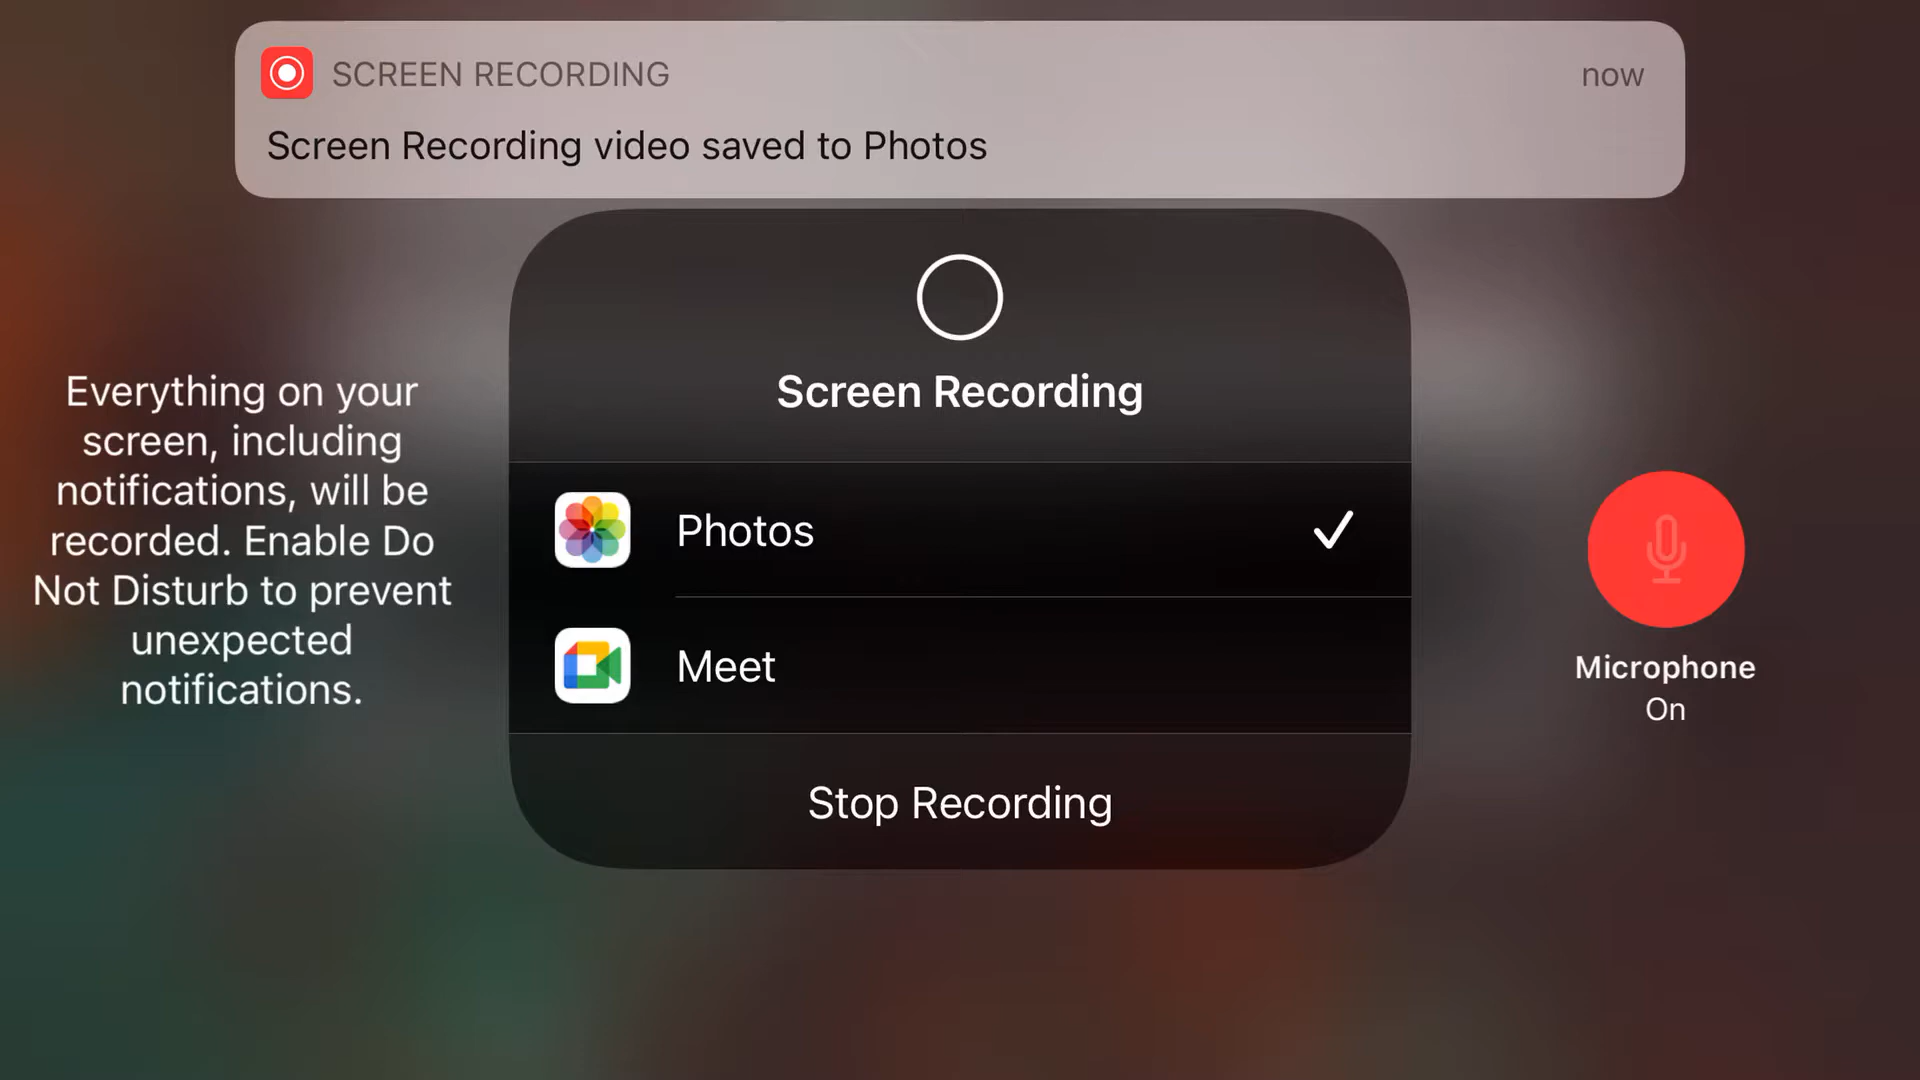 SCREEN RECORDING
now
Screen Recording video saved to Photos
Everything on your
screen, including
notifications, will be
recorded. Enable Do
Not Disturb to prevent
unexpected
notifications.
Screen Recording
Photos
Meet
Stop Recording
Microphone
On